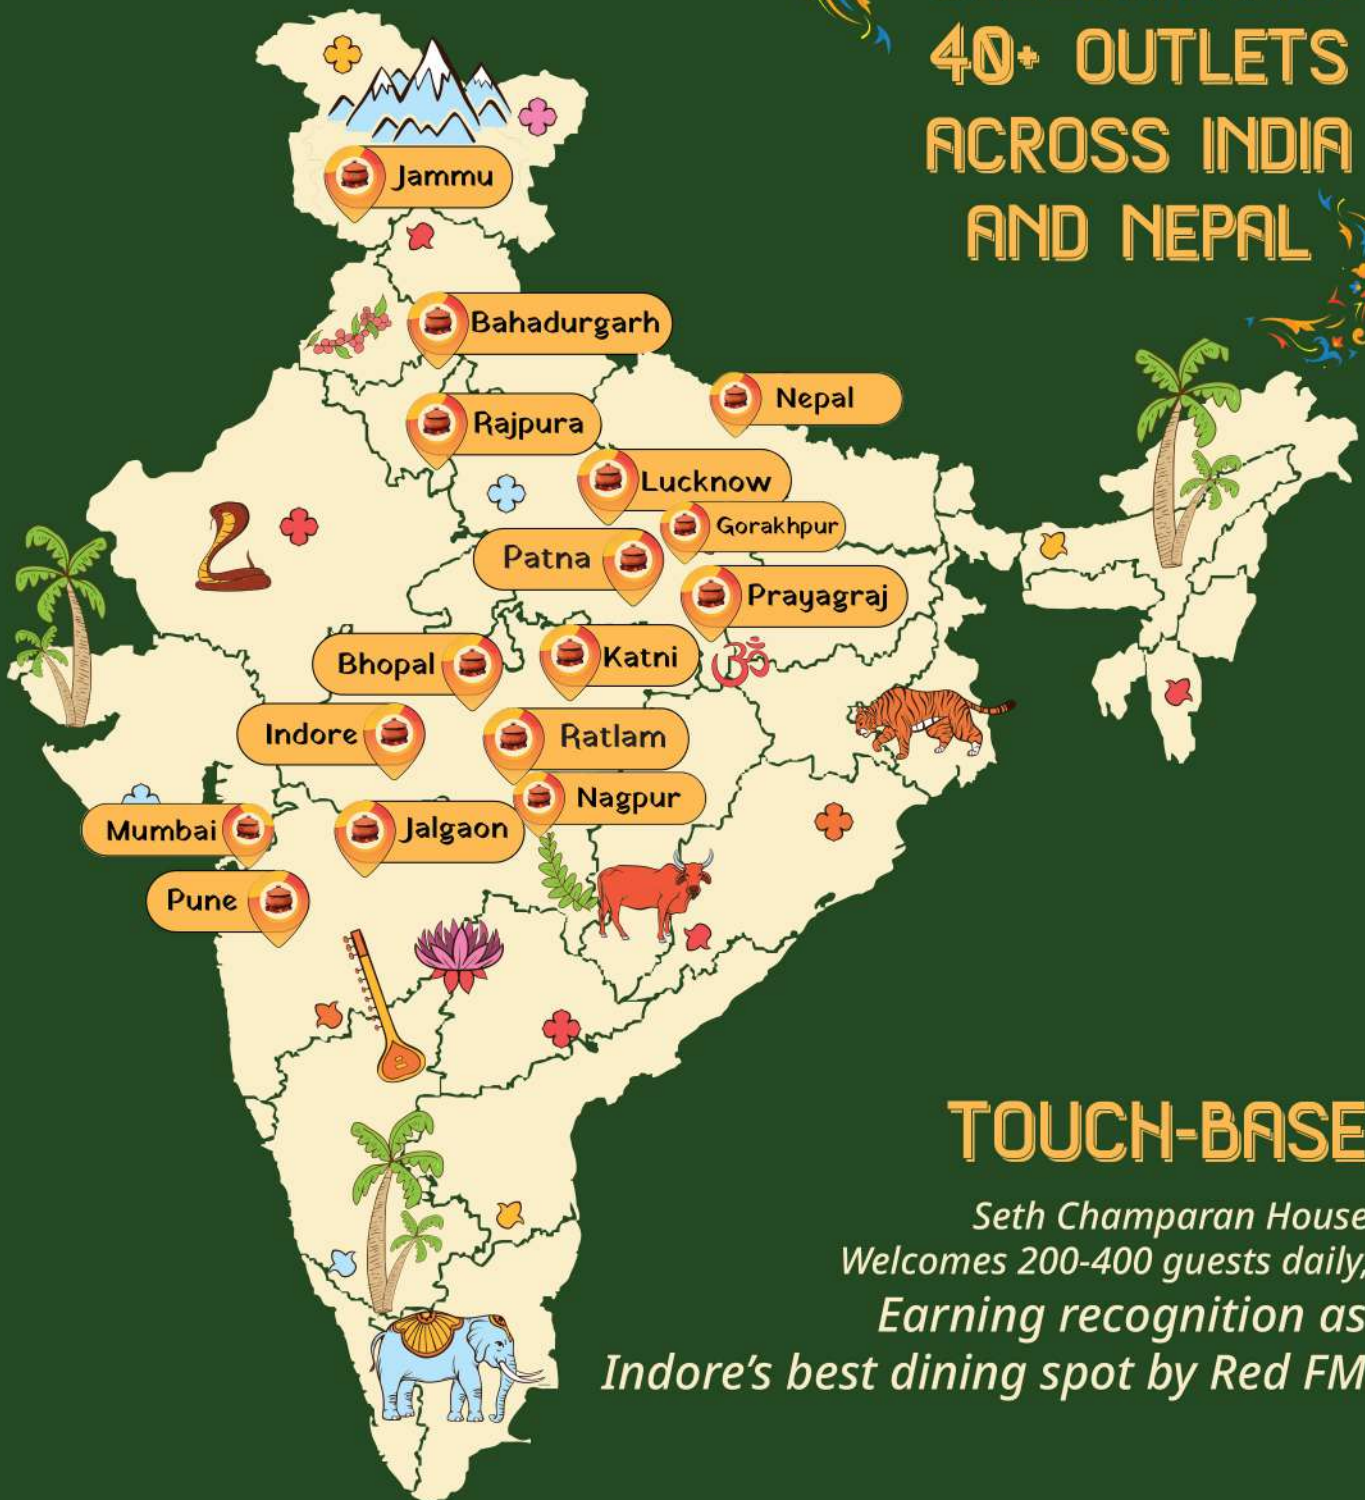 40+ OUTLETS
ACROSS INDIA
AND NEPAL
Jammu
Bahadurgarh
Nepal
Rajpura
Lucknow
Gorakhpur
Patna
Prayagraj
Bhopal
Katni
ॐ
Indore
Ratlam
Nagpur
Mumbai
Jalgaon
Pune
TOUCH-BASE
Seth Champaran House
Welcomes 200-400 guests daily,
Earning recognition as
Indore's best dining spot by Red FM